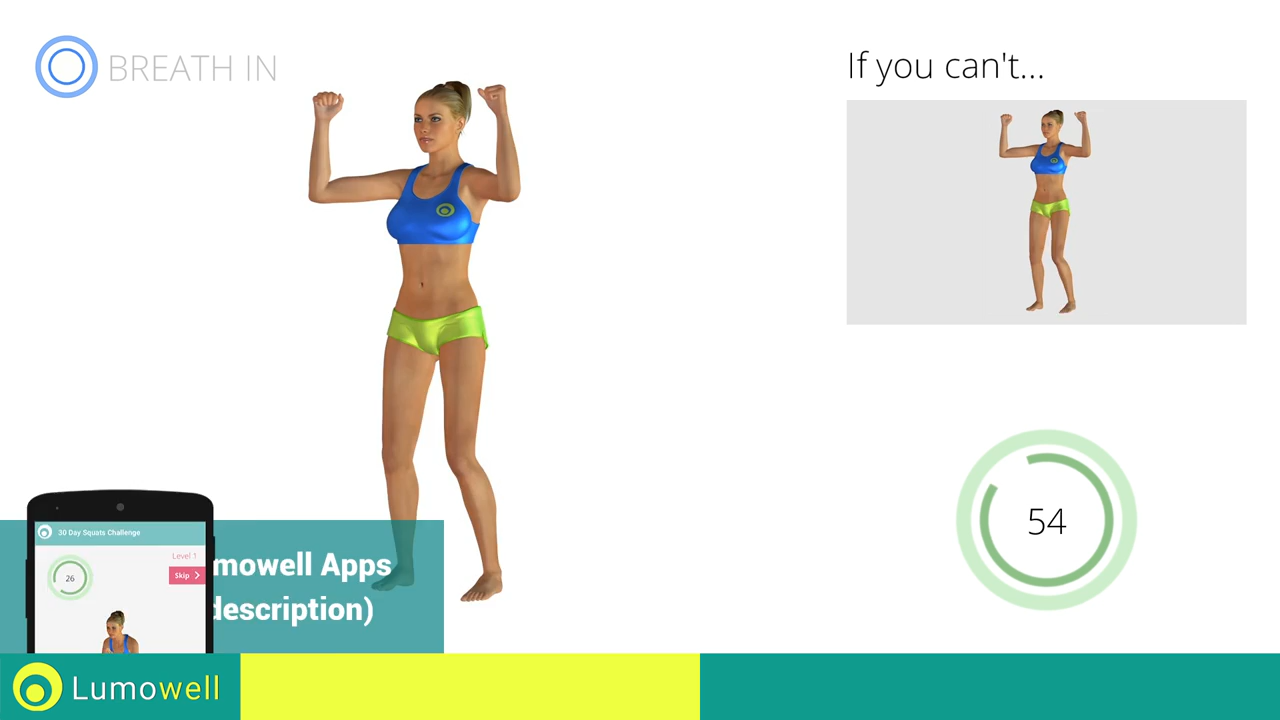 BREATH IN
If you can't...
54
30 Day Squats Challenge
Level 1
Skip
26
mowell Apps
description)
Lumowell